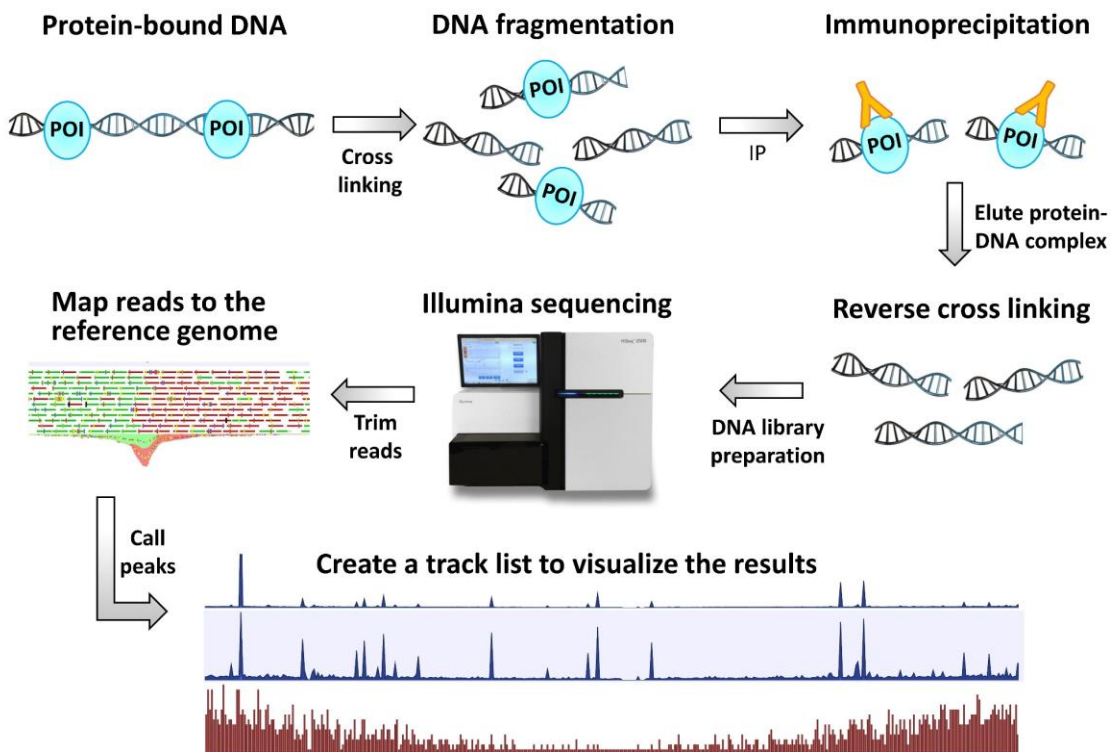 Protein-bound DNA
DNA fragmentation
Immunoprecipitation
POI
POI
Cross
linking
POI
POI
IP
POI
POI
Elute protein-
DNA complex
Map reads to the
reference genome
Illumina sequencing
Reverse cross linking
Trim
reads
DNA library
preparation
Call
peaks
Create a track list to visualize the results